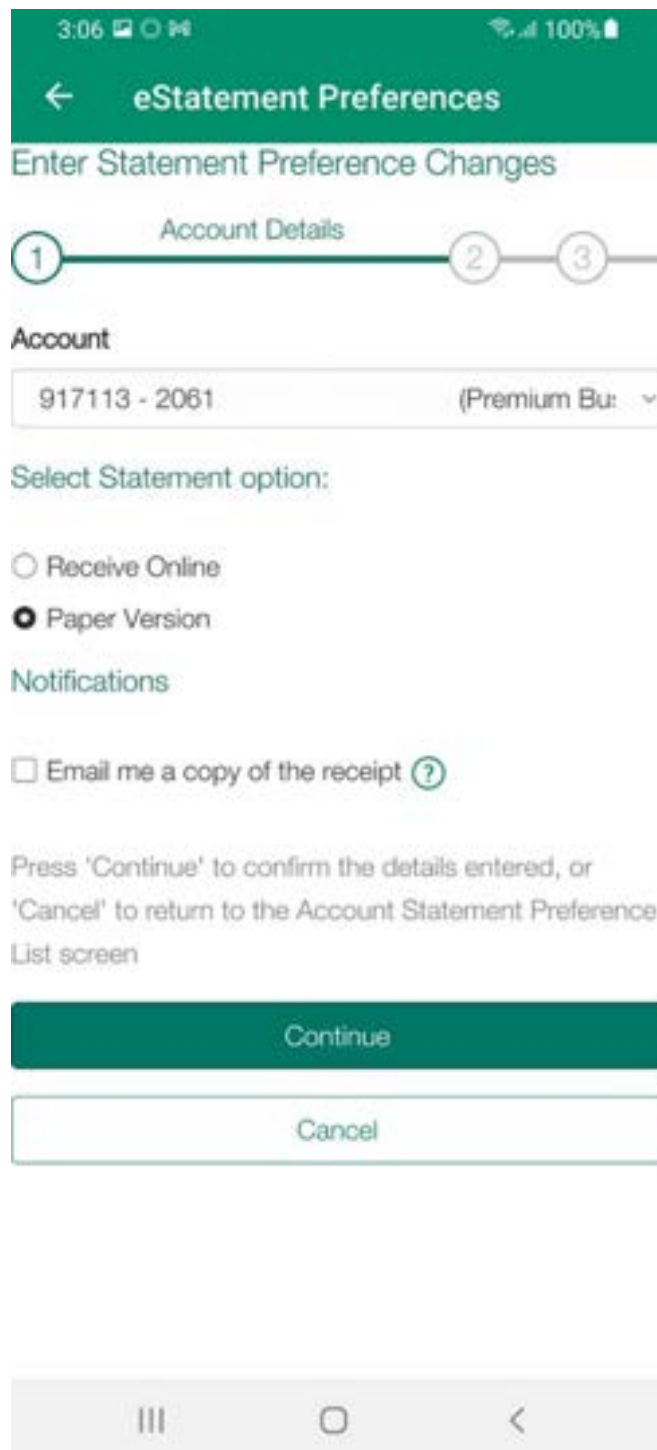 3:06 100%
eStatement Preferences
Enter Statement Preference Changes
Account Details
1 2 3
Account
917113 - 2061 (Premium Bu:
Select Statement option:
Receive Online
Paper Version
Notifications
Email me a copy of the receipt ?
Press 'Continue' to confirm the details entered, or
'Cancel' to return to the Account Statement Preference
List screen
Continue
Cancel